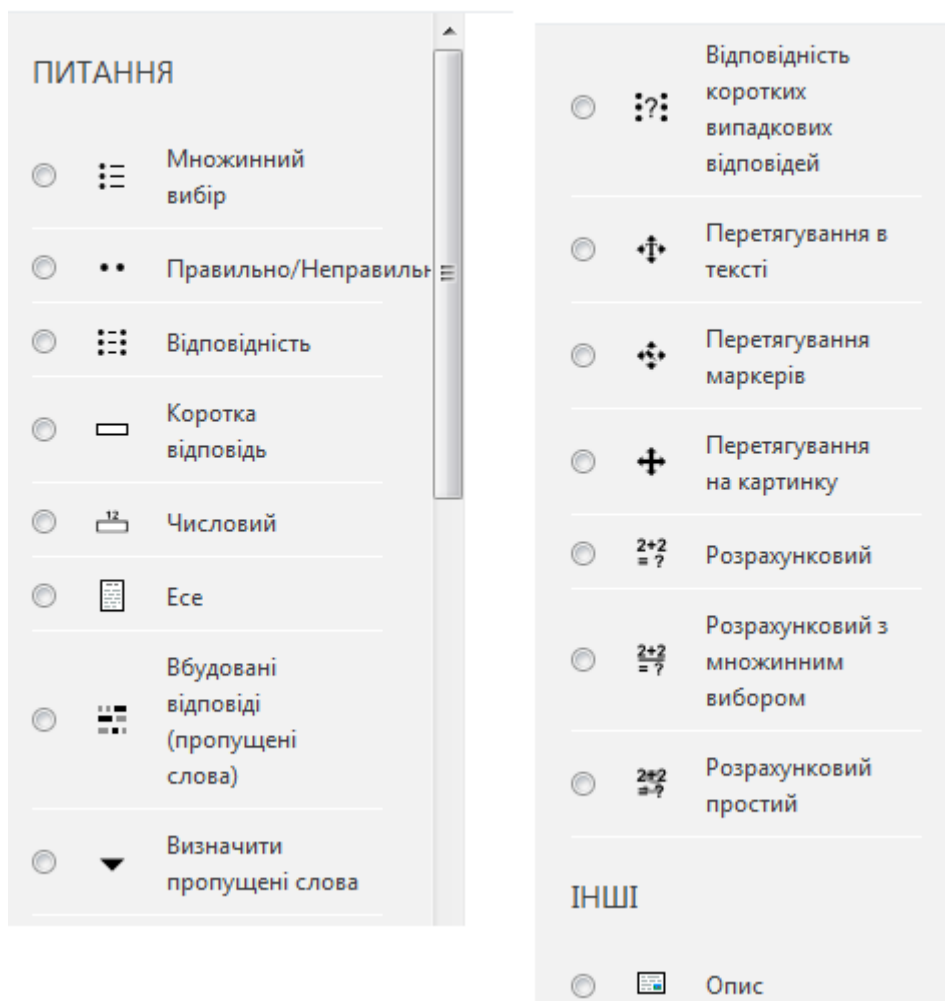 ПИТАННЯ
Множинний
вибір
Правильно/Неправильн
Відповідність
Коротка
відповідь
12
Числовий
Есе
Вбудовані
відповіді
(пропущені
слова)
Визначити
пропущені слова
Відповідність
коротких
випадкових
відповідей
?
Перетягування в
тексті
Перетягування
маркерів
Перетягування
на картинку
2+2
= ?
Розрахунковий
Розрахунковий з
множинним
вибором
2+2
= ?
Розрахунковий
простий
2+2
= ?
ІНШІ
Опис